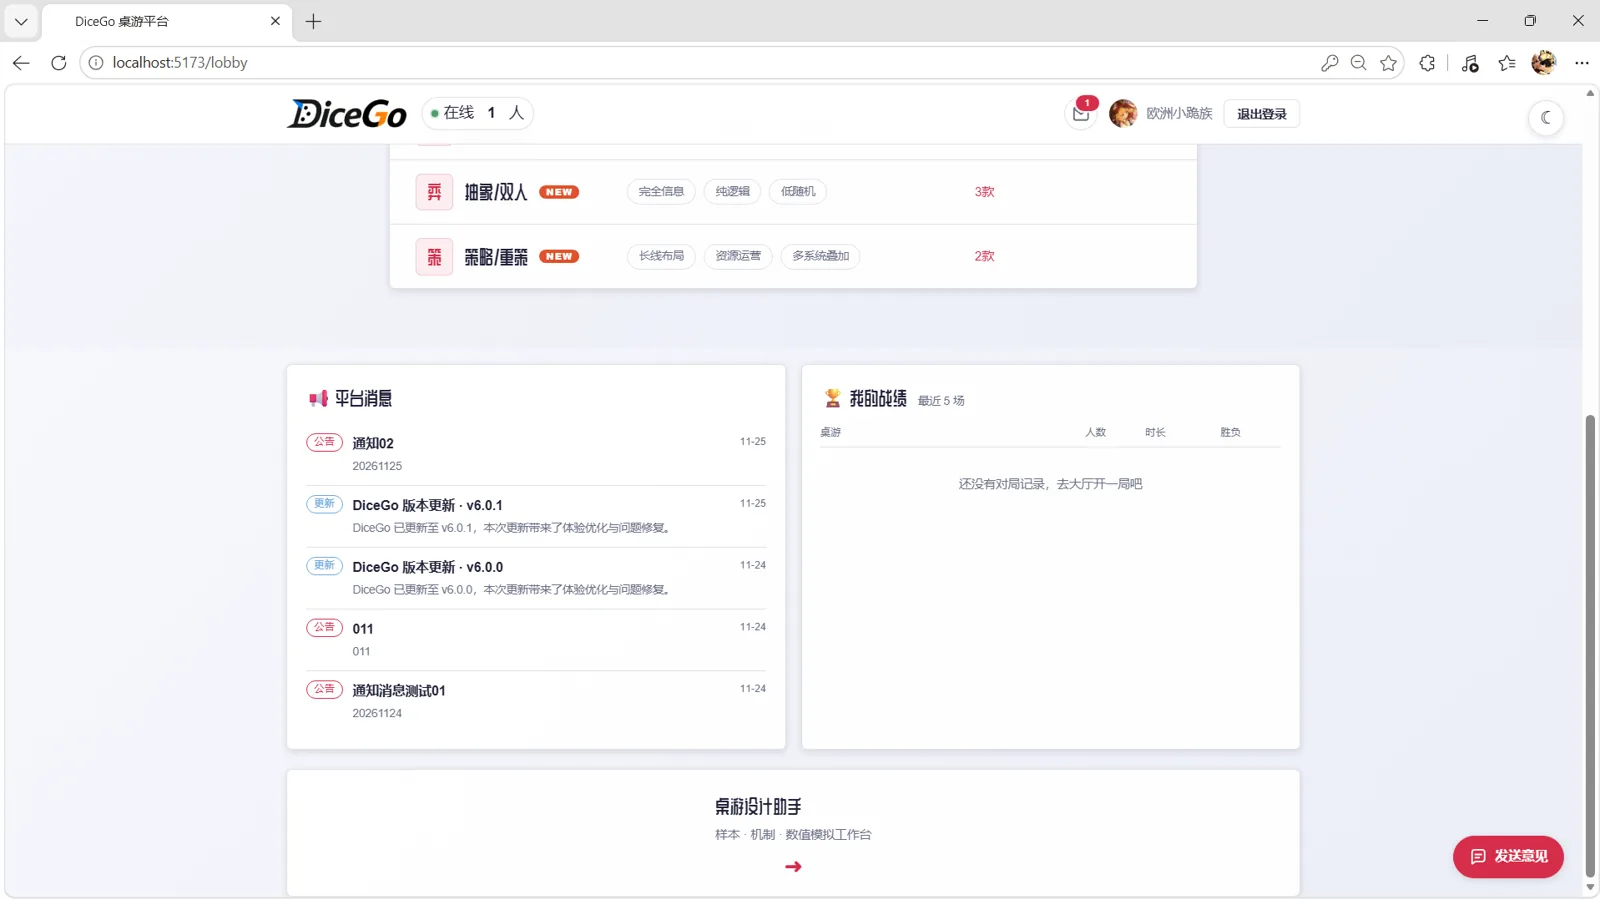 DiceGo 桌游平台
localhost:5173/lobby
DiceGo
在线 1 人
1
欧洲小跪族
退出登录
弈 抽象/双人 NEW 完全信息 纯逻辑 低随机 3款
策 策略/重策 NEW 长线布局 资源运营 多系统叠加 2款
平台消息
公告 通知02 11-25
20261125
更新 DiceGo 版本更新 · v6.0.1 11-25
DiceGo 已更新至 v6.0.1，本次更新带来了体验优化与问题修复。
更新 DiceGo 版本更新 · v6.0.0 11-24
DiceGo 已更新至 v6.0.0，本次更新带来了体验优化与问题修复。
公告 011 11-24
011
公告 通知消息测试01 11-24
20261124
我的战绩 最近 5 场
桌游 人数 时长 胜负
还没有对局记录，去大厅开一局吧
桌游设计助手
样本 · 机制 · 数值模拟工作台
发送意见